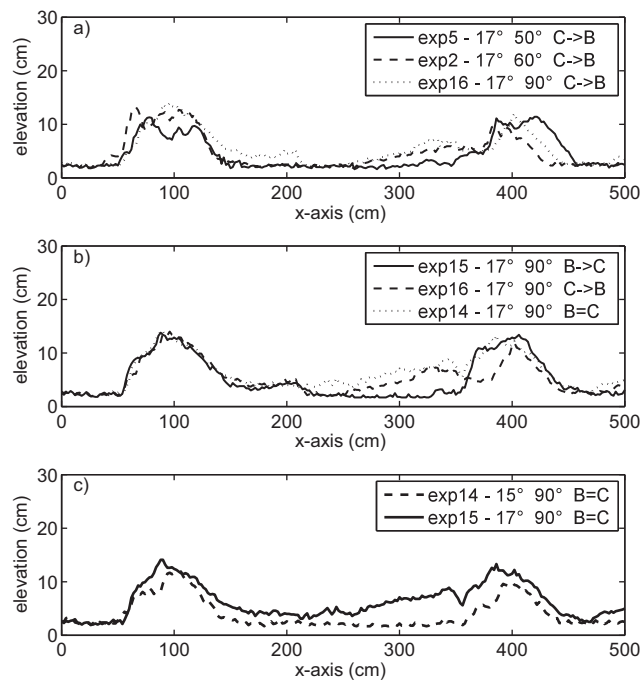 a)
exp5 - 17° 50° C->B
exp2 - 17° 60° C->B
exp16 - 17° 90° C->B
30
20
10
0
elevation (cm)
0 100 200 300 400 500
x-axis (cm)
b)
exp15 - 17° 90° B->C
exp16 - 17° 90° C->B
exp14 - 17° 90° B=C
30
20
10
0
elevation (cm)
0 100 200 300 400 500
x-axis (cm)
c)
exp14 - 15° 90° B=C
exp15 - 17° 90° B=C
30
20
10
0
elevation (cm)
0 100 200 300 400 500
x-axis (cm)